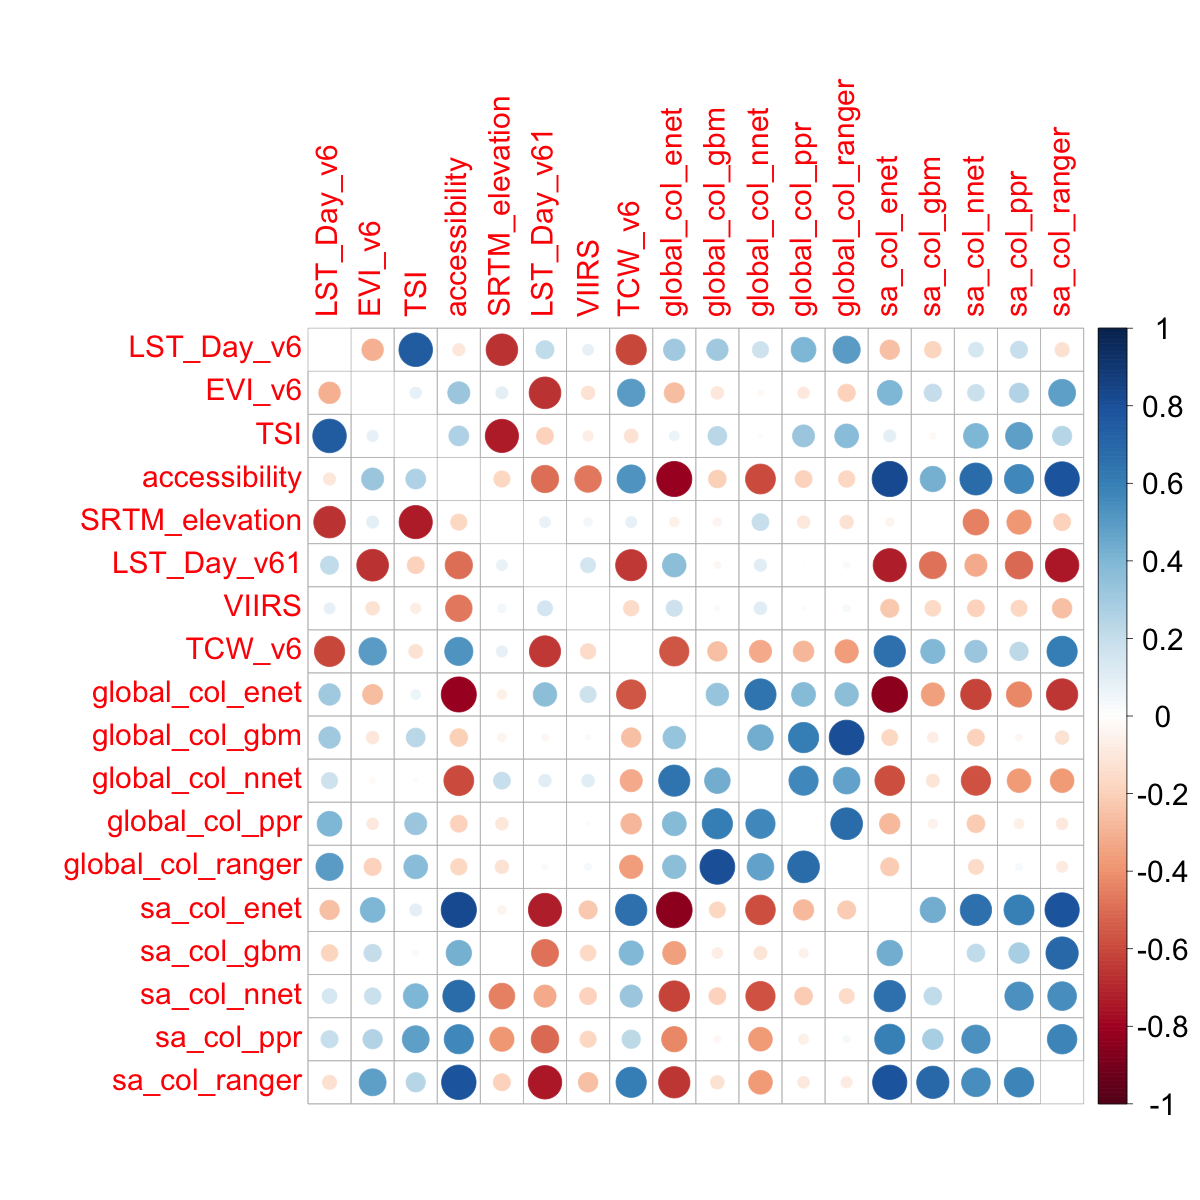 LST_Day_v6
EVI_v6
TSI
accessibility
SRTM_elevation
LST_Day_v61
VIIRS
TCW_v6
global_col_enet
global_col_gbm
global_col_nnet
global_col_ppr
global_col_ranger
sa_col_enet
sa_col_gbm
sa_col_nnet
sa_col_ppr
sa_col_ranger
LST_Day_v6
EVI_v6
TSI
accessibility
SRTM_elevation
LST_Day_v61
VIIRS
TCW_v6
global_col_enet
global_col_gbm
global_col_nnet
global_col_ppr
global_col_ranger
sa_col_enet
sa_col_gbm
sa_col_nnet
sa_col_ppr
sa_col_ranger
1
0.8
0.6
0.4
0.2
0
-0.2
-0.4
-0.6
-0.8
-1